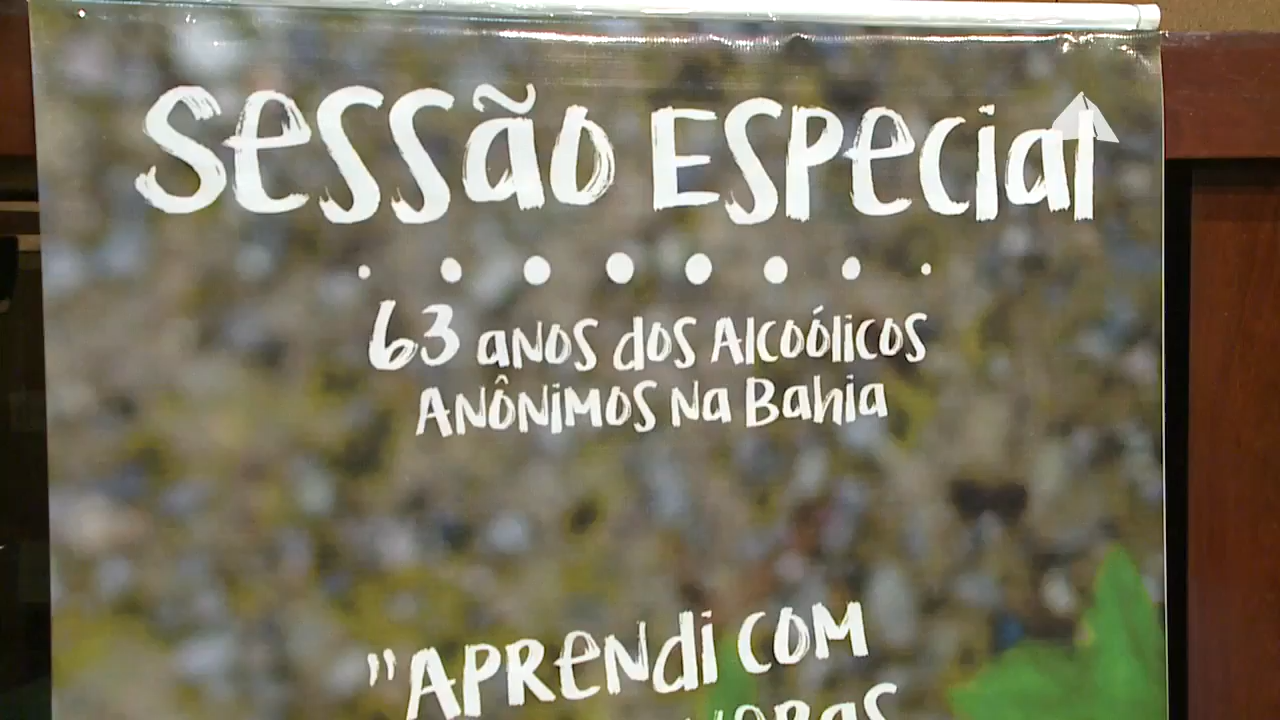 Sessão Especial
63 anos dos Alcoólicos
Anônimos na Bahia
"Aprendi com